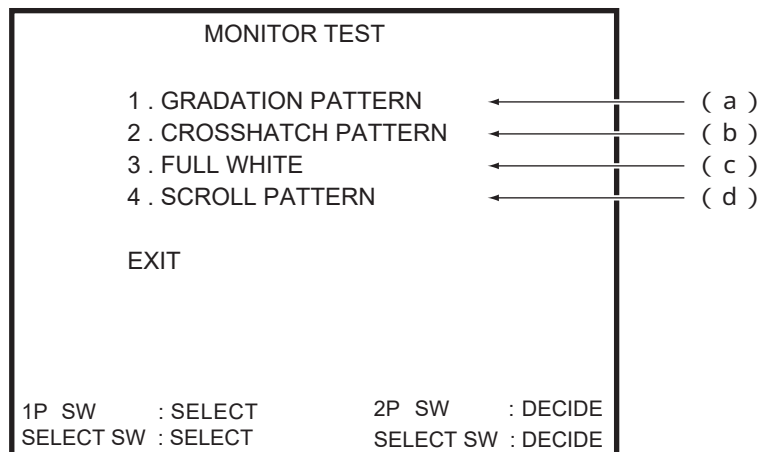 MONITOR TEST
1 . GRADATION PATTERN ( a )
2 . CROSSHATCH PATTERN ( b )
3 . FULL WHITE ( c )
4 . SCROLL PATTERN ( d )
EXIT
1P SW : SELECT 2P SW : DECIDE
SELECT SW : SELECT SELECT SW : DECIDE